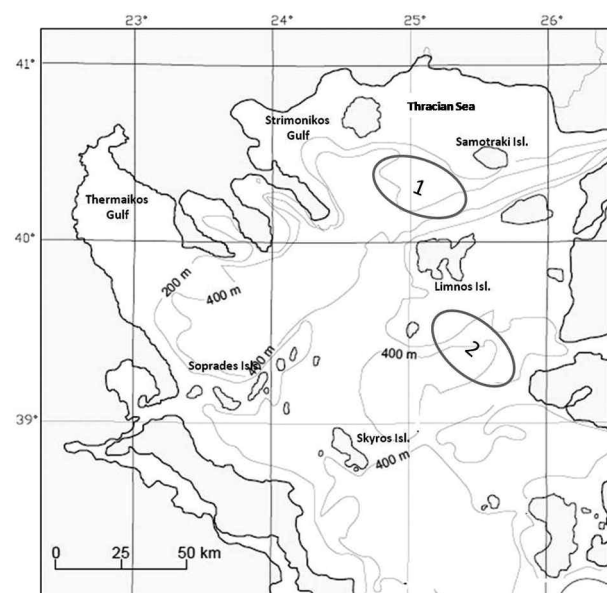 23° 24° 25° 26°
41°
Thracian Sea
Strimonikos
Gulf
Samotraki Isl.
1
Thermaikos
Gulf
40°
Limnos Isl.
200 m
400 m
2
400 m
Soprades Isl.
400 m
39°
Skyros Isl.
400 m
0 25 50 km